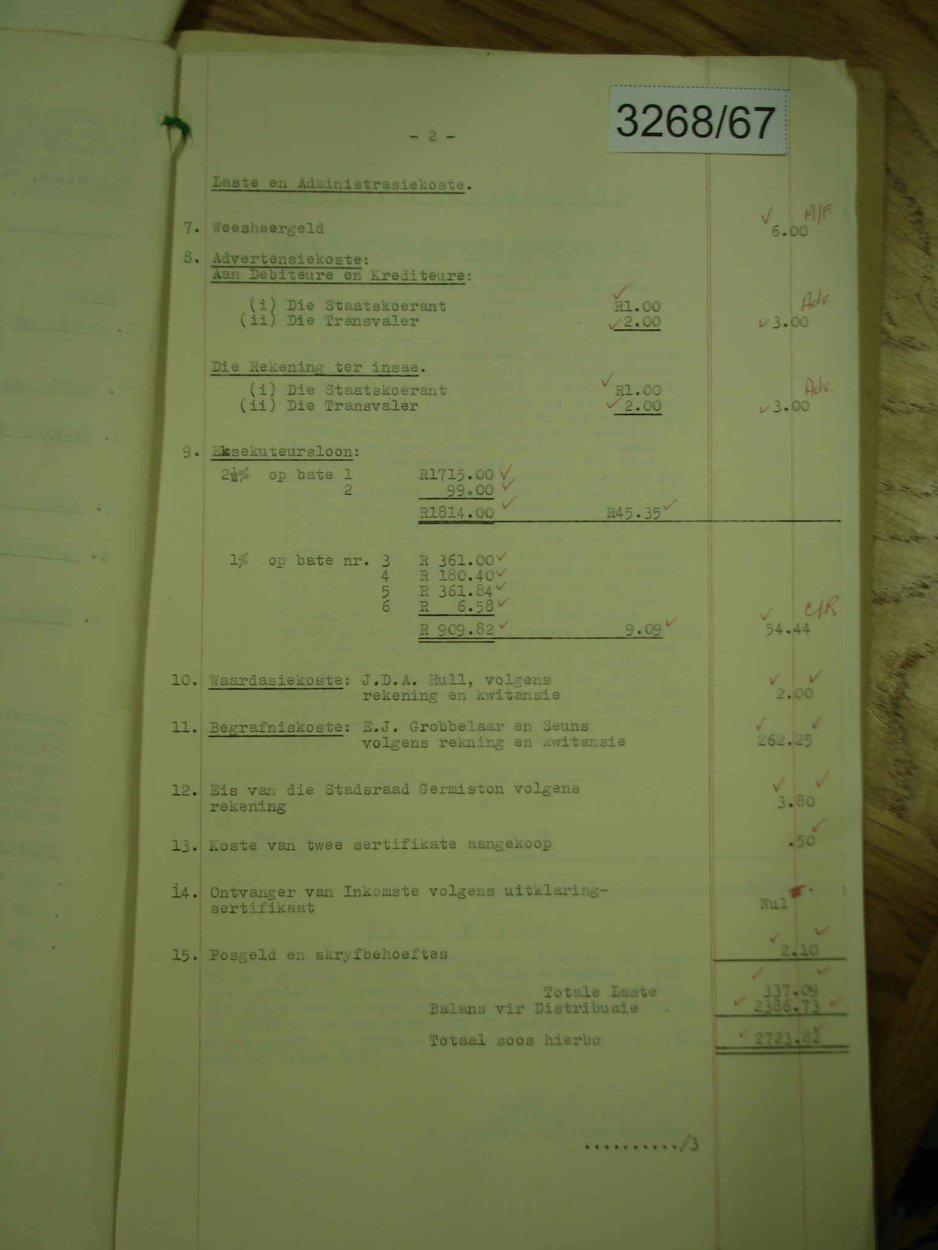 3268/67
- 2 -
Laste en Administrasiekoste.
M/F
7. Weesheergeld 6.00
8. Advertensiekoste:
Aan Debiteure en Krediteure:
(i) Die Staatskoerant R1.00 Adv.
(ii) Die Transvaler 2.00 3.00
Die Rekening ter insae.
(i) Die Staatskoerant R1.00 Adv.
(ii) Die Transvaler 2.00 3.00
9. Eksekuteursloon:
2½% op bate 1 R1715.00
2 99.00
R1814.00 R45.35
1% op bate nr. 3 R 361.00
4 R 180.40
5 R 361.84
6 R 6.58
R 909.82 9.09 54.44
10. Waardasiekoste: J.D.A. Hull, volgens
rekening en kwitansie 2.00
11. Begrafniskoste: E.J. Grobbelaar en Seuns
volgens rekning en kwitansie 262.25
12. Eis van die Stadsraad Germiston volgens
rekening 3.80
13. Koste van twee sertifikate aangekoop .50
14. Ontvanger van Inkomste volgens uitklaring-
sertifikaat Nul
15. Posgeld en skryfbehoeftes 2.10
Totale Laste 337.09
Balans vir Distribusie 2386.73
Totaal soos hierbo 2723.82
........../3